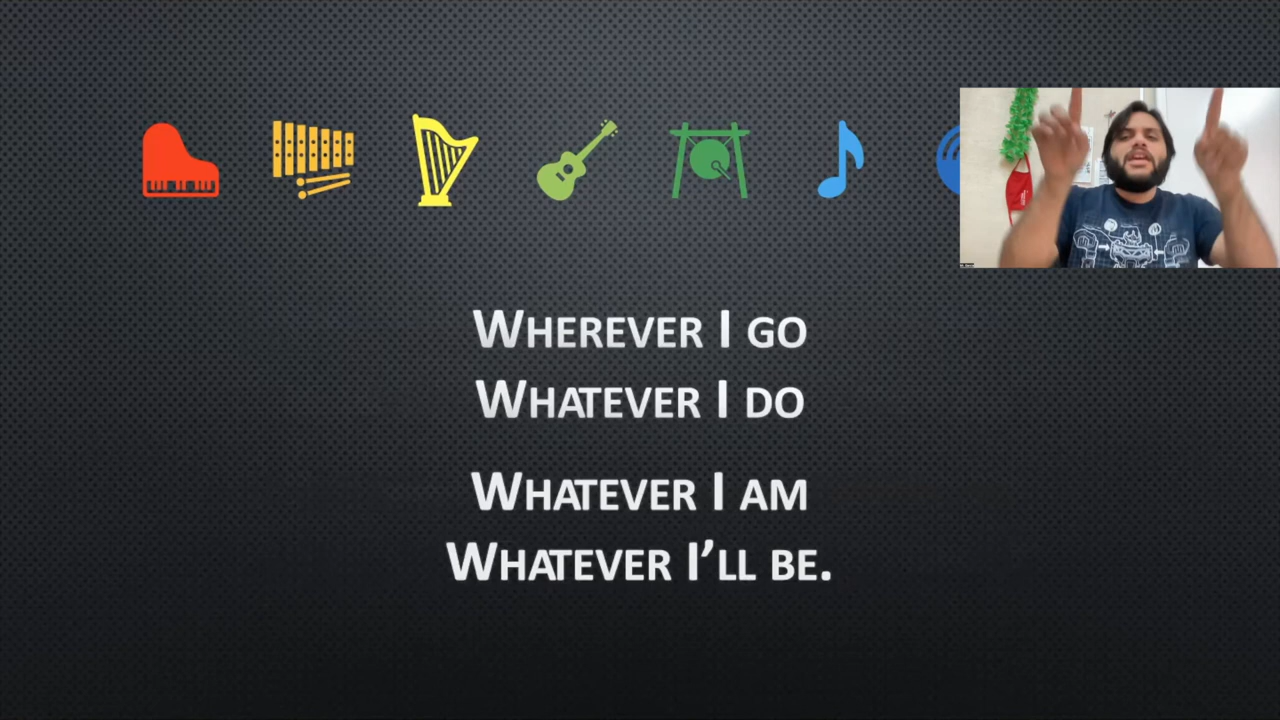 Wherever I go
Whatever I do
Whatever I am
Whatever I'll be.